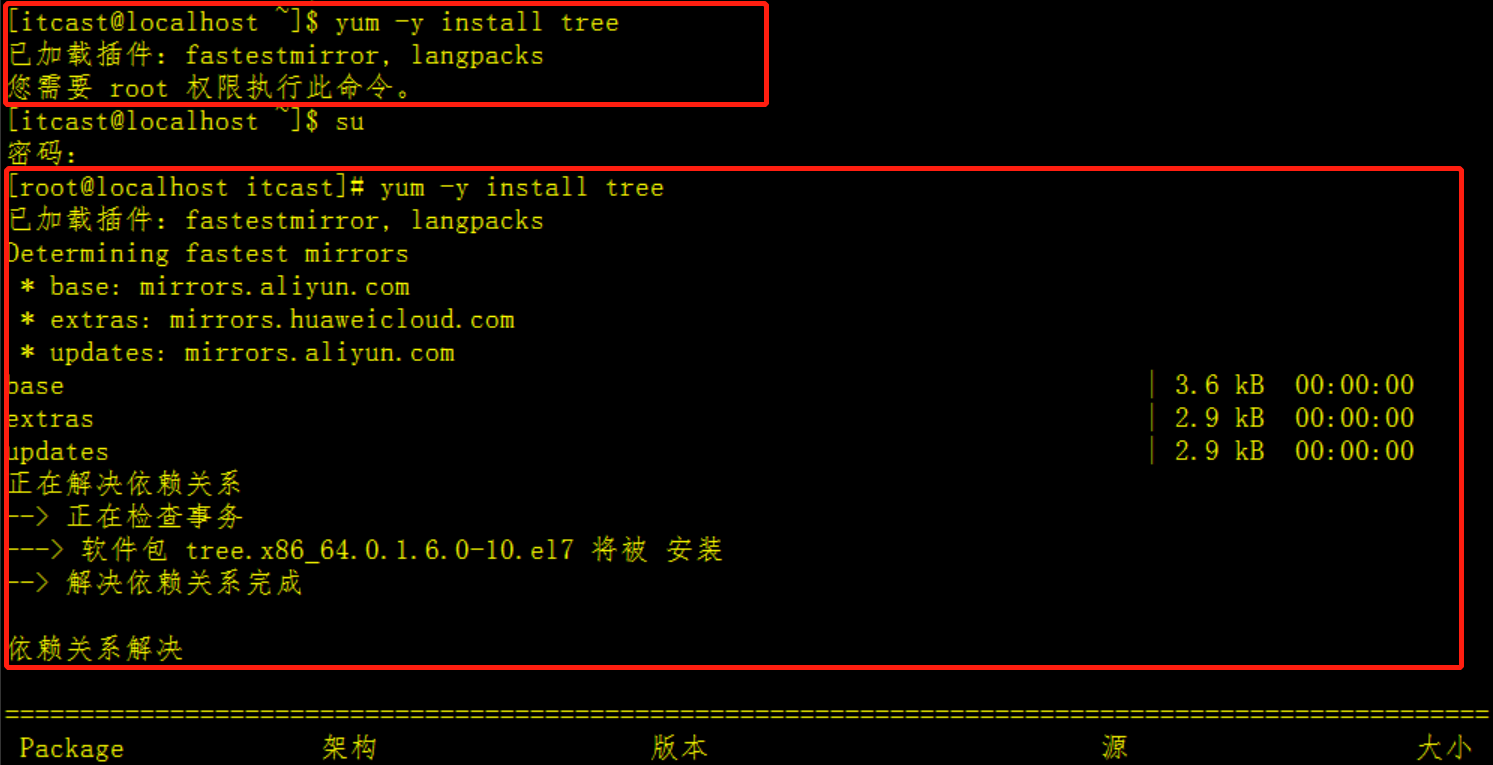 [itcast@localhost ~]$ yum -y install tree
已加载插件：fastestmirror, langpacks
您需要 root 权限执行此命令。
[itcast@localhost ~]$ su
密码：
[root@localhost itcast]# yum -y install tree
已加载插件：fastestmirror, langpacks
Determining fastest mirrors
 * base: mirrors.aliyun.com
 * extras: mirrors.huaweicloud.com
 * updates: mirrors.aliyun.com
base | 3.6 kB 00:00:00
extras | 2.9 kB 00:00:00
updates | 2.9 kB 00:00:00
正在解决依赖关系
--> 正在检查事务
---> 软件包 tree.x86_64.0.1.6.0-10.el7 将被 安装
--> 解决依赖关系完成
依赖关系解决
================================================================================
Package 架构 版本 源 大小